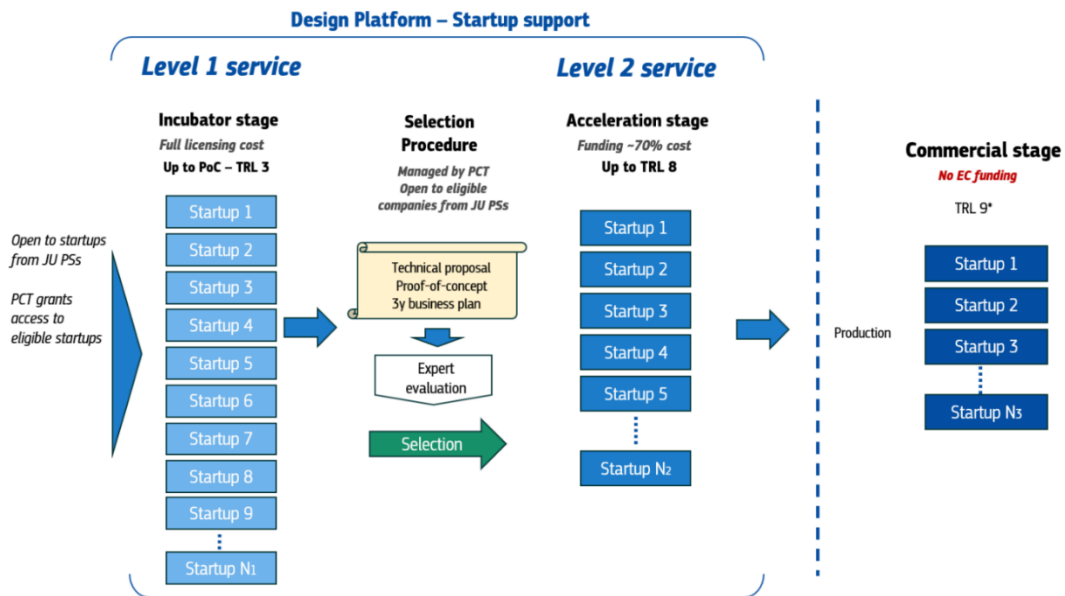 Design Platform – Startup support
Level 1 service
Level 2 service
Incubator stage
Full licensing cost
Up to PoC – TRL 3
Selection
Procedure
Managed by PCT
Open to eligible
companies from JU PSs
Acceleration stage
Funding ~70% cost
Up to TRL 8
Commercial stage
No EC funding
TRL 9*
Open to startups
from JU PSs
PCT grants
access to
eligible startups
Startup 1
Startup 2
Startup 3
Startup 4
Startup 5
Startup 6
Startup 7
Startup 8
Startup 9
Startup N1
Technical proposal
Proof-of-concept
3y business plan
Expert
evaluation
Selection
Startup 1
Startup 2
Startup 3
Startup 4
Startup 5
Startup N2
Production
Startup 1
Startup 2
Startup 3
Startup N3